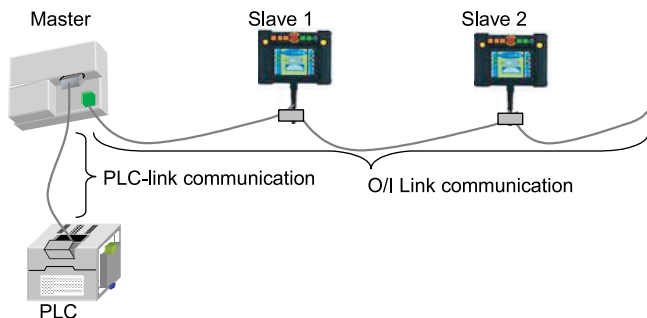 Master
Slave 1
Slave 2
PLC-link communication
O/I Link communication
PLC